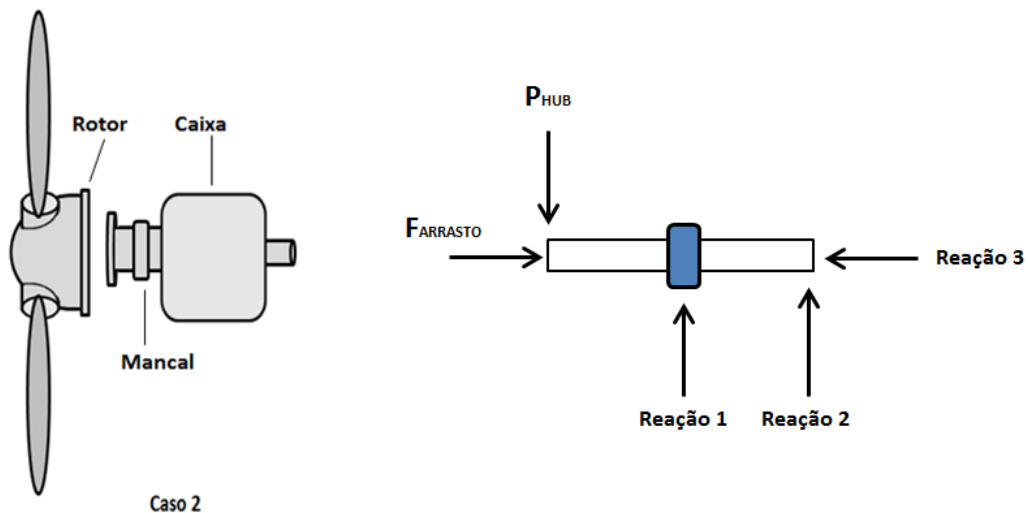 Rotor
Caixa
Mancal
Caso 2
PHUB
FARRASTO
Reação 3
Reação 1
Reação 2